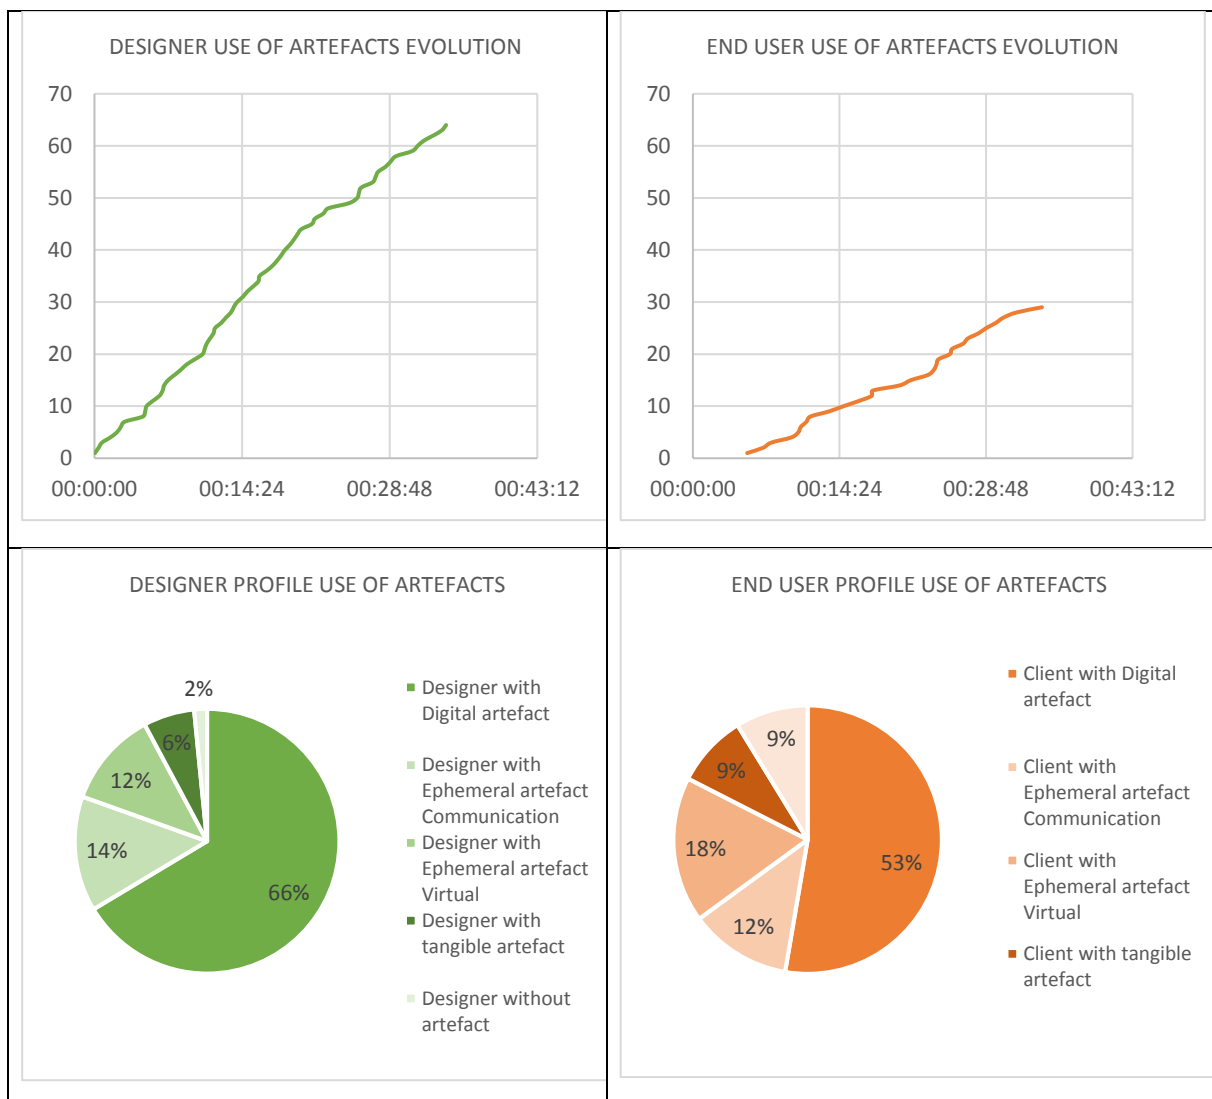 DESIGNER USE OF ARTEFACTS EVOLUTION
70
60
50
40
30
20
10
0
00:00:00
00:14:24
00:28:48
00:43:12
END USER USE OF ARTEFACTS EVOLUTION
70
60
50
40
30
20
10
0
00:00:00
00:14:24
00:28:48
00:43:12
DESIGNER PROFILE USE OF ARTEFACTS
2%
6%
12%
14%
66%
Designer with
Digital artefact
Designer with
Ephemeral artefact
Communication
Designer with
Ephemeral artefact
Virtual
Designer with
tangible artefact
Designer without
artefact
END USER PROFILE USE OF ARTEFACTS
9%
9%
18%
12%
53%
Client with Digital
artefact
Client with
Ephemeral artefact
Communication
Client with
Ephemeral artefact
Virtual
Client with tangible
artefact